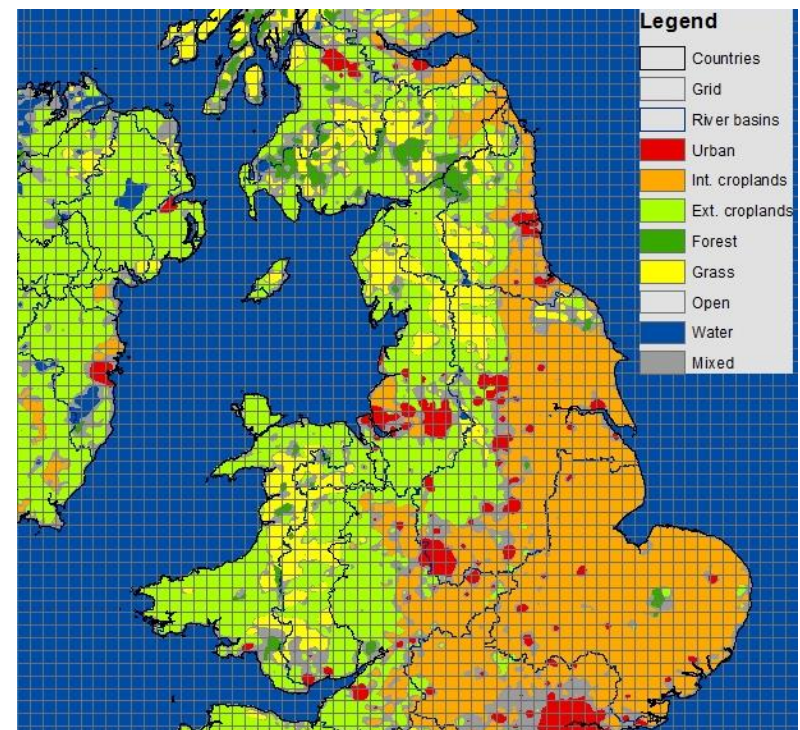 Legend
Countries
Grid
River basins
Urban
Int. croplands
Ext. croplands
Forest
Grass
Open
Water
Mixed